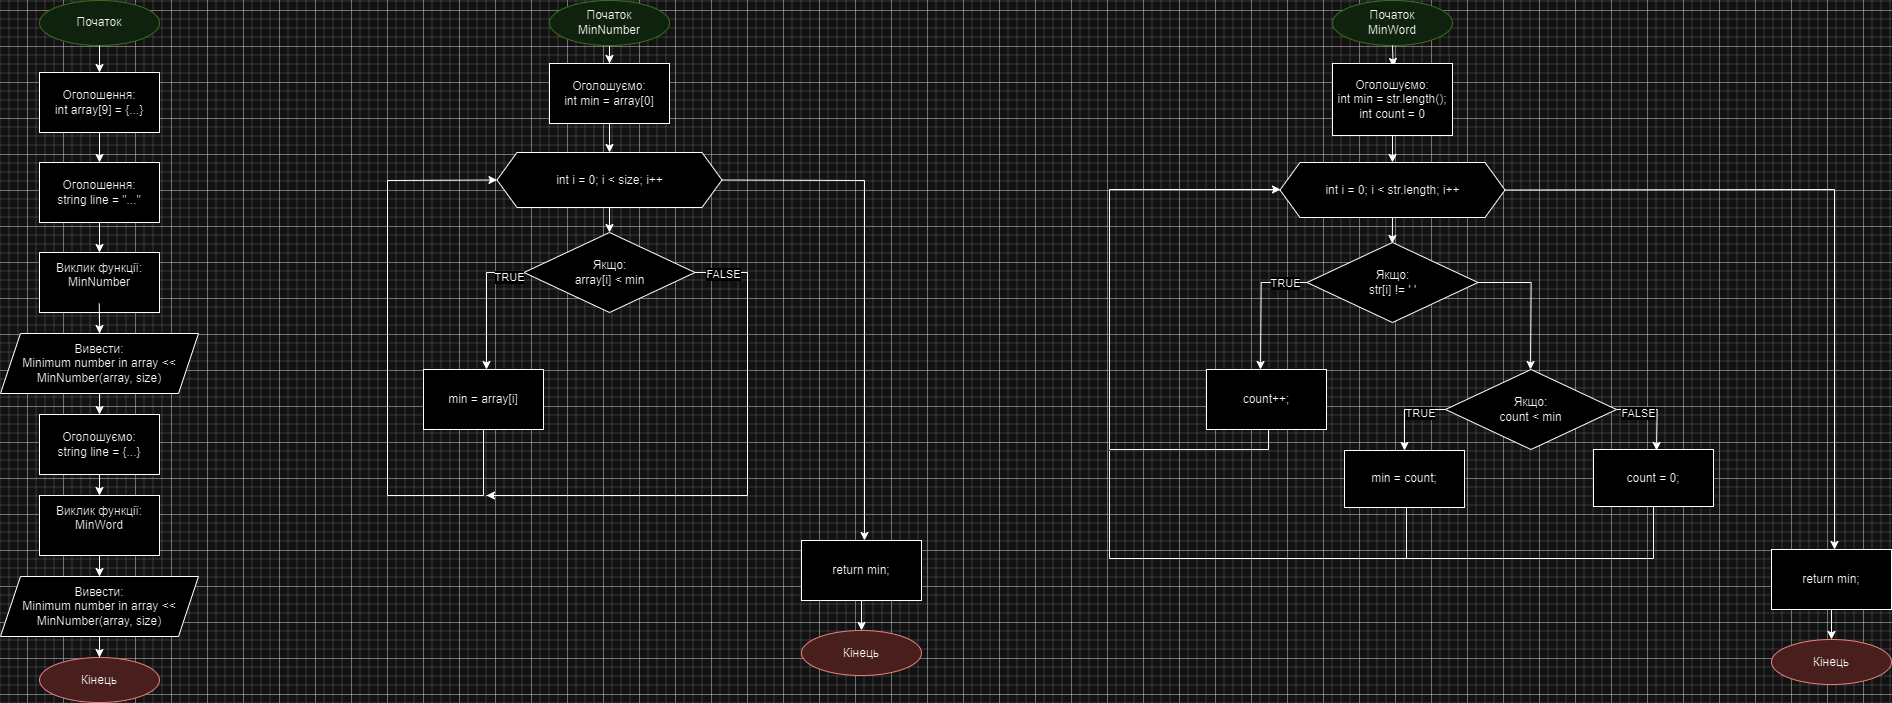 Початок
Оголошення:
int array[9] = {...}
Оголошення:
string line = "..."
Виклик функції:
MinNumber
Вивести:
Minimum number in array <<
MinNumber(array, size)
Оголошуємо:
string line = {...}
Виклик функції:
MinWord
Вивести:
Minimum number in array <<
MinNumber(array, size)
Кінець
Початок
MinNumber
Оголошуємо:
int min = array[0]
int i = 0; i < size; i++
Якщо:
array[i] < min
TRUE
FALSE
min = array[i]
return min;
Кінець
Початок
MinWord
Оголошуємо:
int min = str.length();
int count = 0
int i = 0; i < str.length; i++
Якщо:
str[i] != ' '
TRUE
count++;
Якщо:
count < min
TRUE
FALSE
min = count;
count = 0;
return min;
Кінець